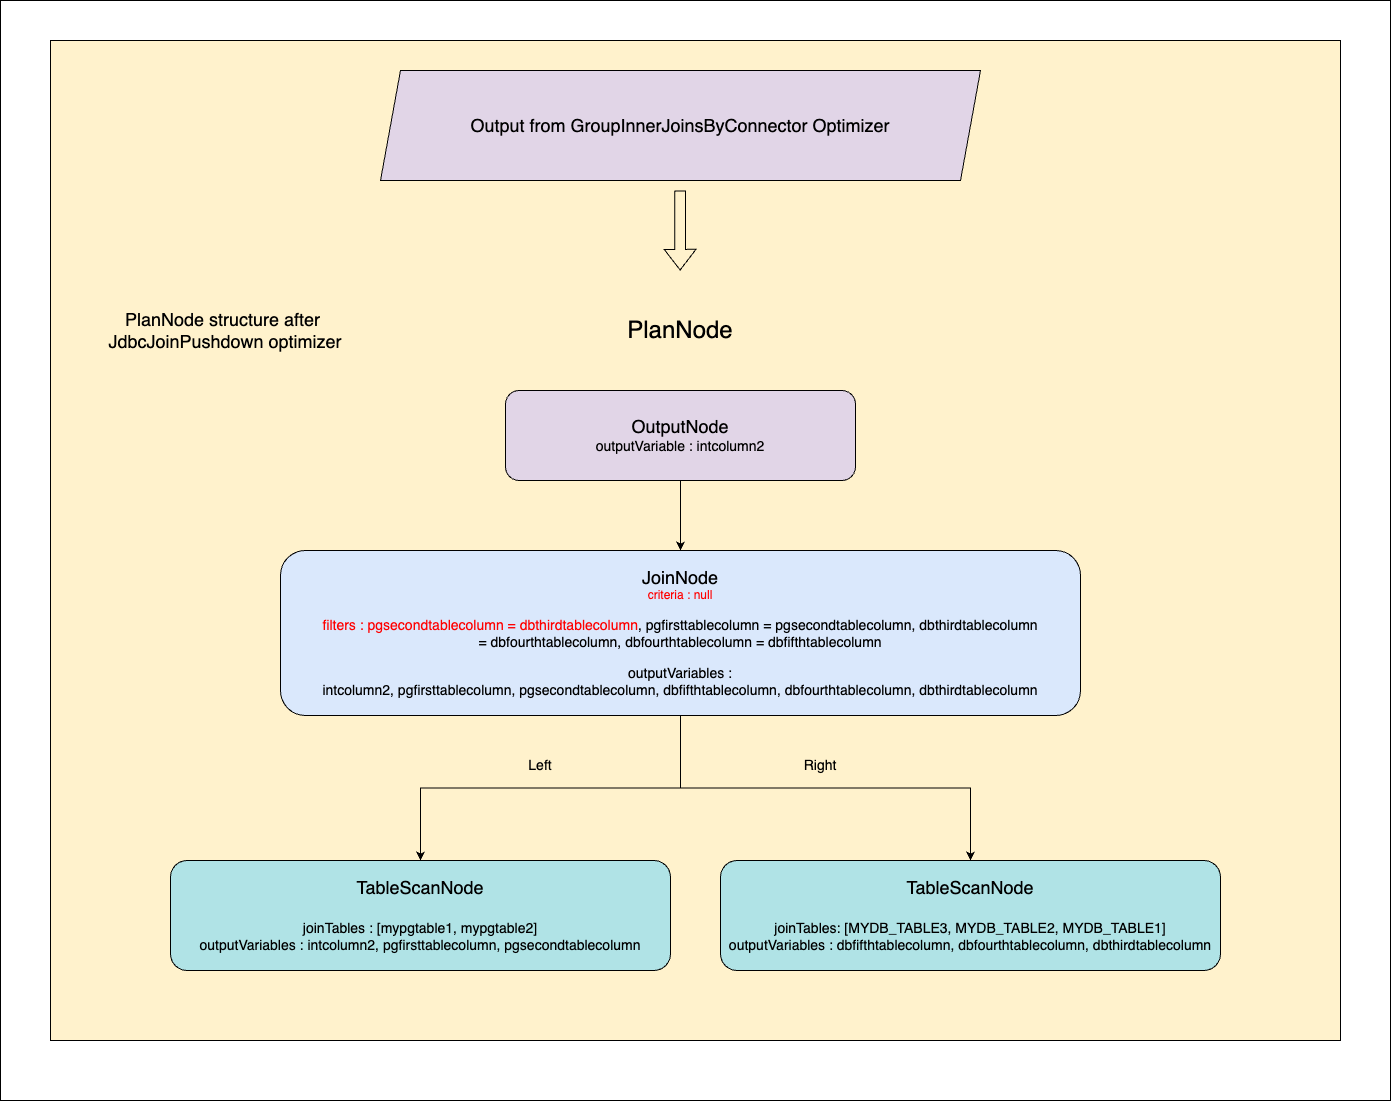 Output from GroupInnerJoinsByConnector Optimizer
PlanNode structure after
JdbcJoinPushdown optimizer
PlanNode
OutputNode
outputVariable : intcolumn2
JoinNode
criteria : null
filters : pgsecondtablecolumn = dbthirdtablecolumn, pgfirsttablecolumn = pgsecondtablecolumn, dbthirdtablecolumn
= dbfourthtablecolumn, dbfourthtablecolumn = dbfifthtablecolumn
outputVariables :
intcolumn2, pgfirsttablecolumn, pgsecondtablecolumn, dbfifthtablecolumn, dbfourthtablecolumn, dbthirdtablecolumn
Left
Right
TableScanNode
joinTables : [mypgtable1, mypgtable2]
outputVariables : intcolumn2, pgfirsttablecolumn, pgsecondtablecolumn
TableScanNode
joinTables: [MYDB_TABLE3, MYDB_TABLE2, MYDB_TABLE1]
outputVariables : dbfifthtablecolumn, dbfourthtablecolumn, dbthirdtablecolumn